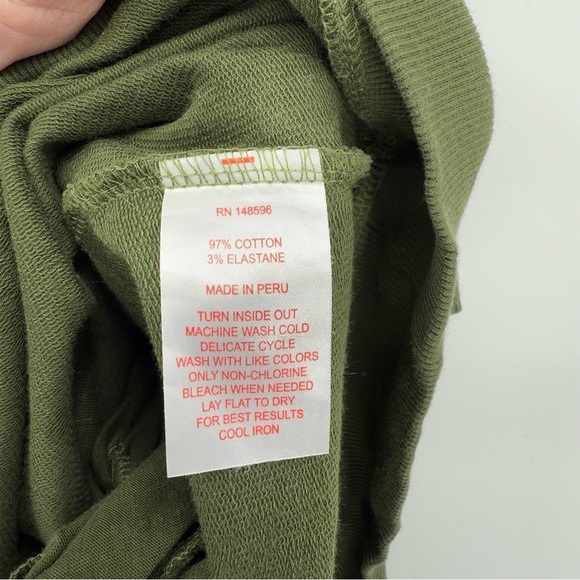 RN 148596
97% COTTON
3% ELASTANE
MADE IN PERU
TURN INSIDE OUT
MACHINE WASH COLD
DELICATE CYCLE
WASH WITH LIKE COLORS
ONLY NON-CHLORINE
BLEACH WHEN NEEDED
LAY FLAT TO DRY
FOR BEST RESULTS
COOL IRON